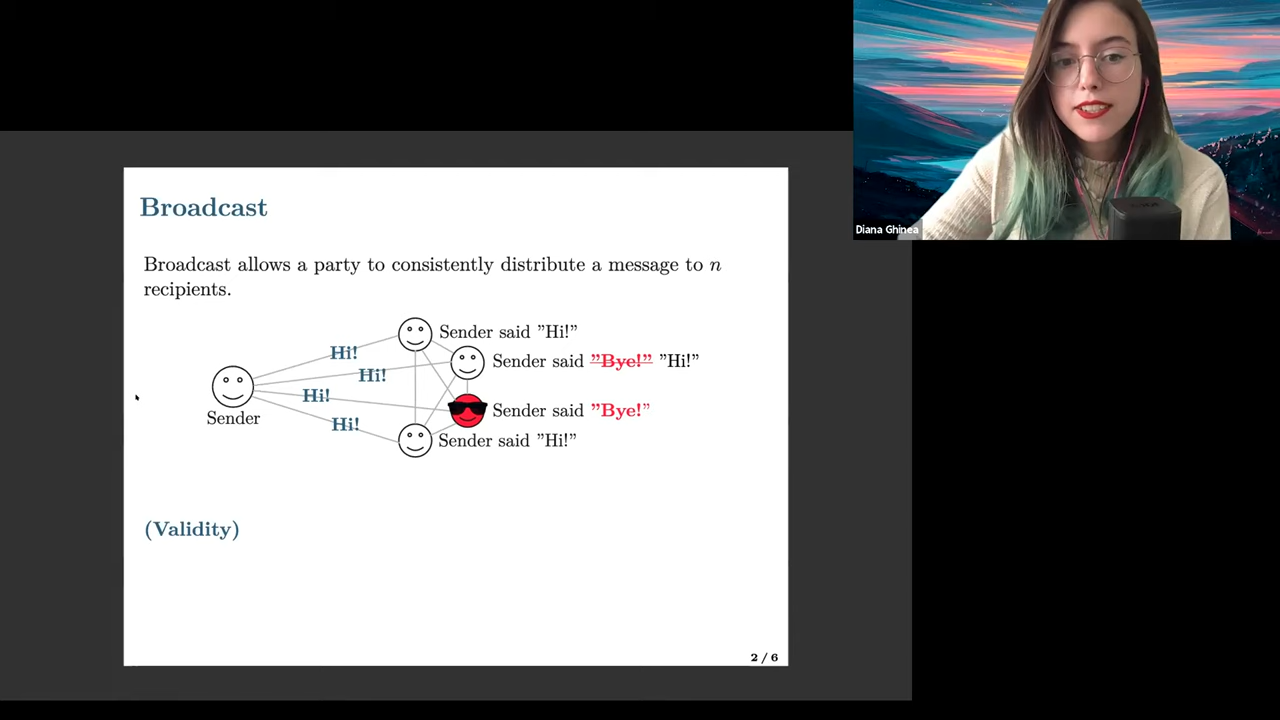 Diana Ghinea
Broadcast
Broadcast allows a party to consistently distribute a message to n
recipients.
Sender said "Hi!"
Hi!
Sender said "Bye!" "Hi!"
Hi!
Hi!
Sender said "Bye!"
Sender
Hi!
Sender said "Hi!"
(Validity)
2 / 6